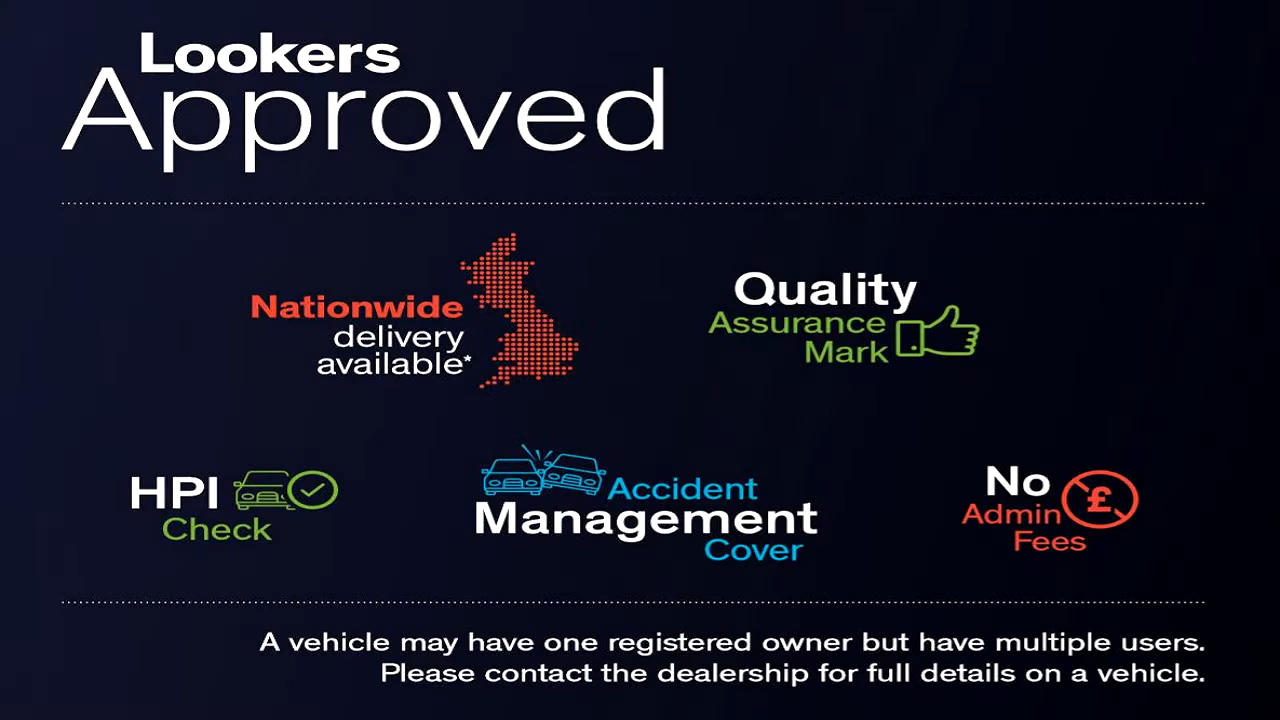 Lookers
Approved
Nationwide
delivery
available*
Quality
Assurance
Mark
HPI
Check
Accident
Management
Cover
No
Admin
£
Fees
A vehicle may have one registered owner but have multiple users.
Please contact the dealership for full details on a vehicle.